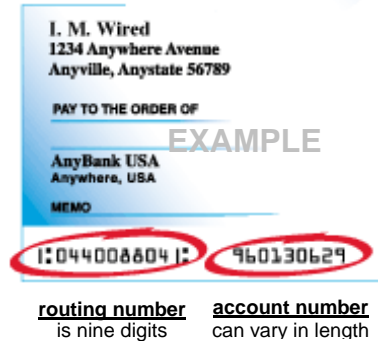 I. M. Wired
1234 Anywhere Avenue
Anyville, Anystate 56789
PAY TO THE ORDER OF
EXAMPLE
AnyBank USA
Anywhere, USA
MEMO
⑆044008804⑆ 960130629
routing number account number
is nine digits can vary in length